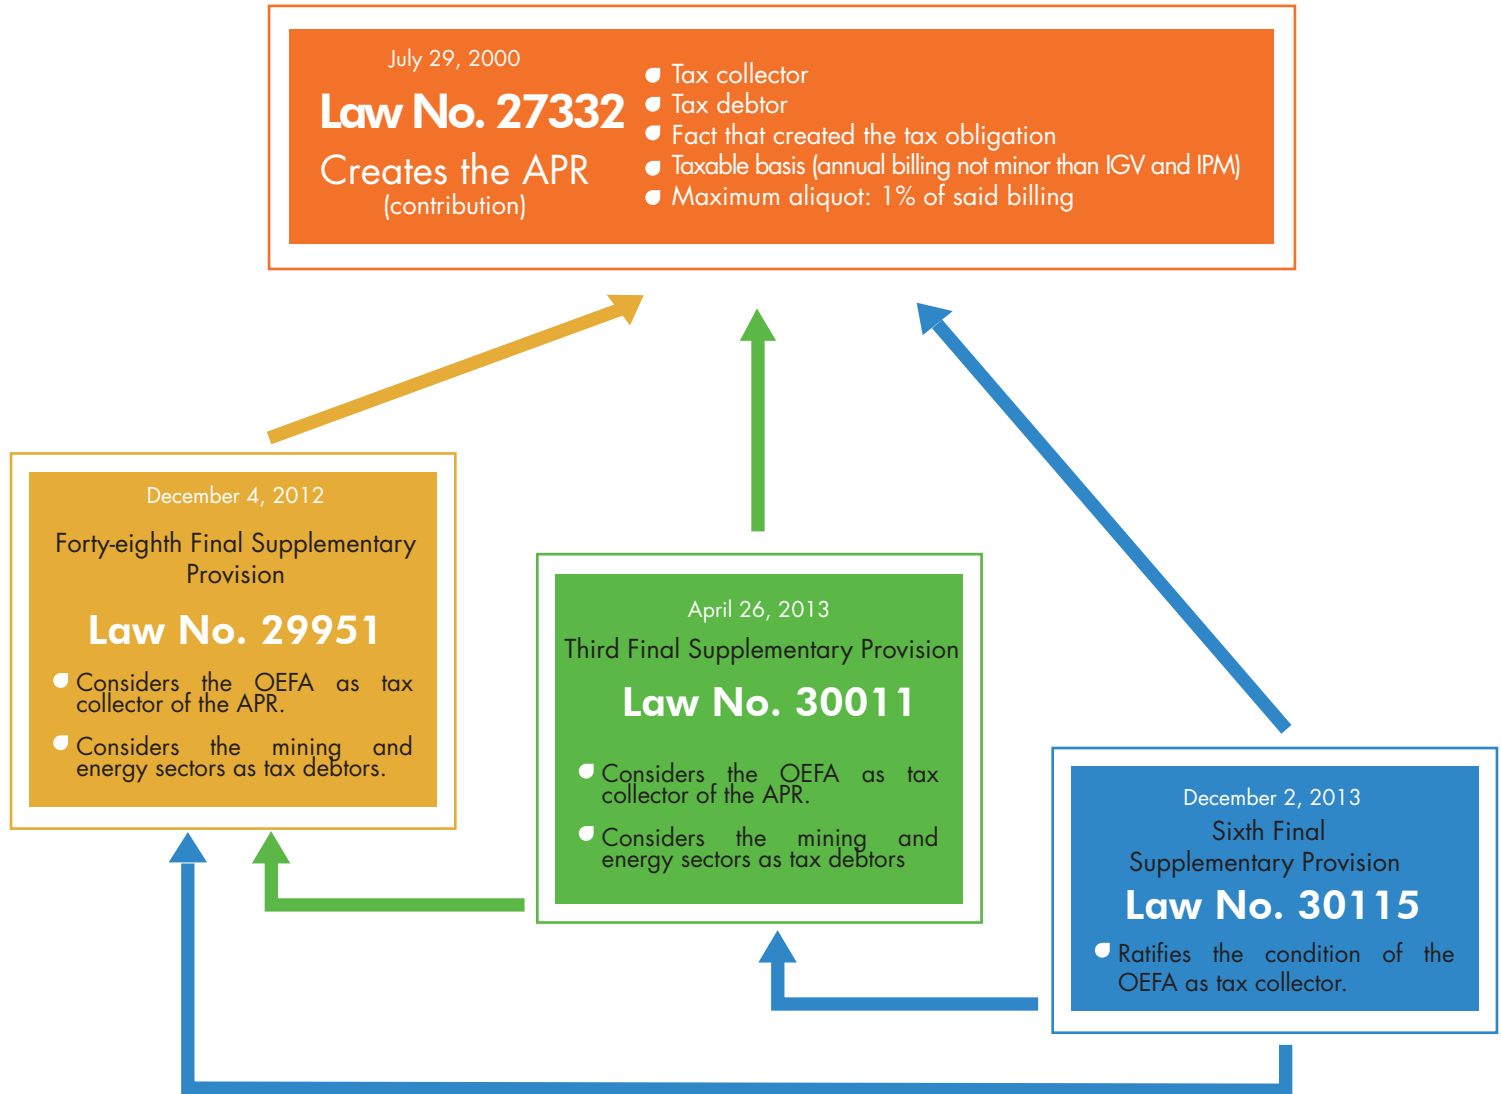 July 29, 2000
Law No. 27332
Creates the APR
(contribution)
Tax collector
Tax debtor
Fact that created the tax obligation
Taxable basis (annual billing not minor than IGV and IPM)
Maximum aliquot: 1% of said billing
December 4, 2012
Forty-eighth Final Supplementary
Provision
Law No. 29951
Considers the OEFA as tax
collector of the APR.
Considers the mining and
energy sectors as tax debtors.
April 26, 2013
Third Final Supplementary Provision
Law No. 30011
Considers the OEFA as tax
collector of the APR.
Considers the mining and
energy sectors as tax debtors
December 2, 2013
Sixth Final
Supplementary Provision
Law No. 30115
Ratifies the condition of the
OEFA as tax collector.